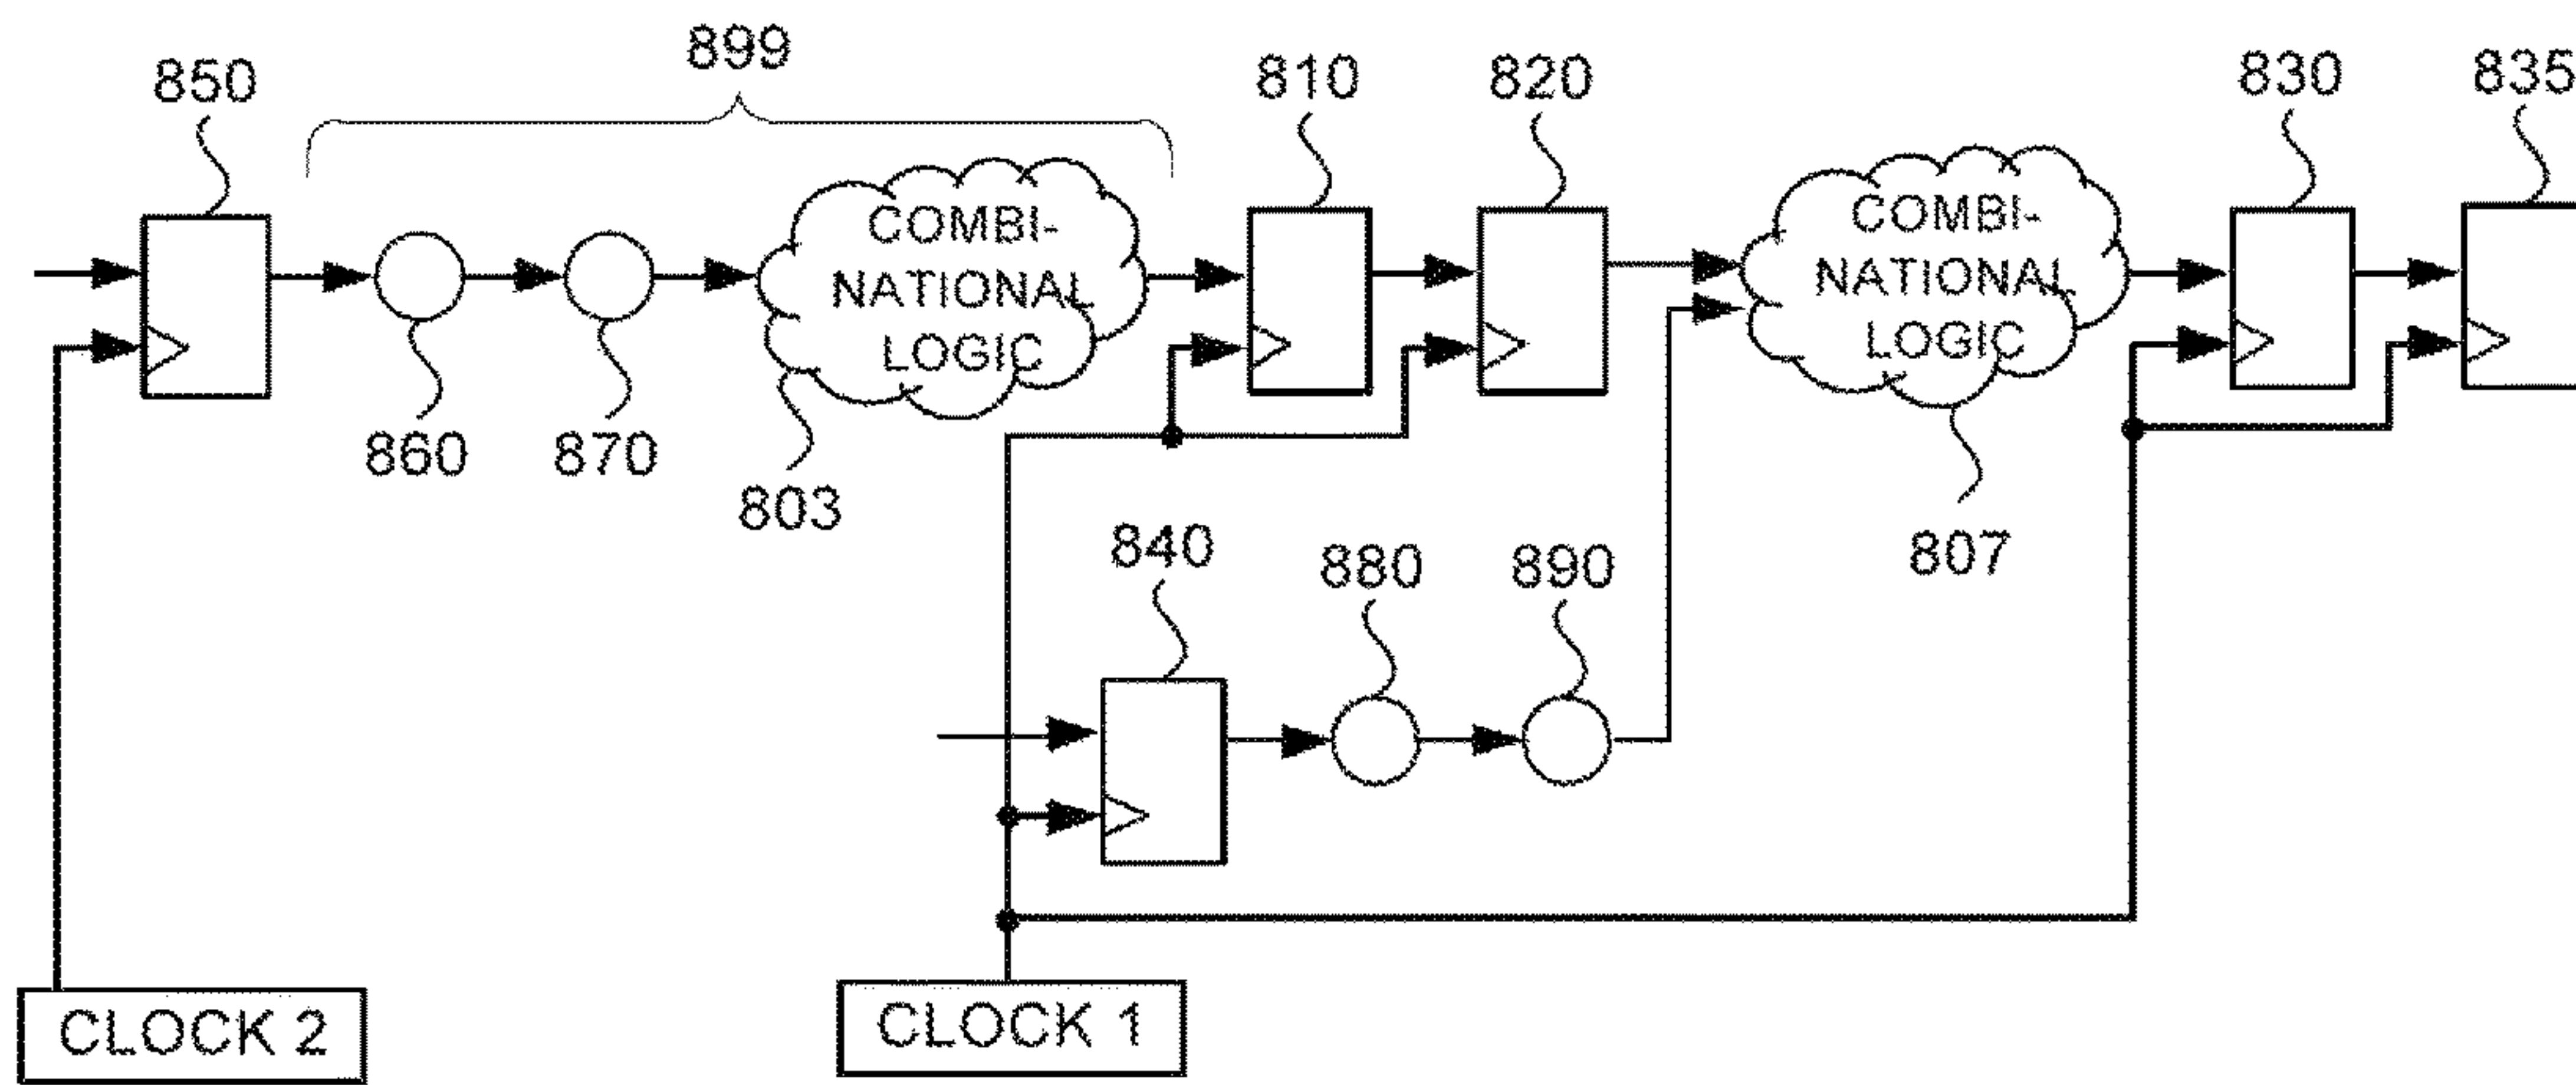 899
850
810
820
830
835
COMBI-
NATIONAL
LOGIC
COMBI-
NATIONAL
LOGIC
860
870
803
807
840
880
890
CLOCK 2
CLOCK 1